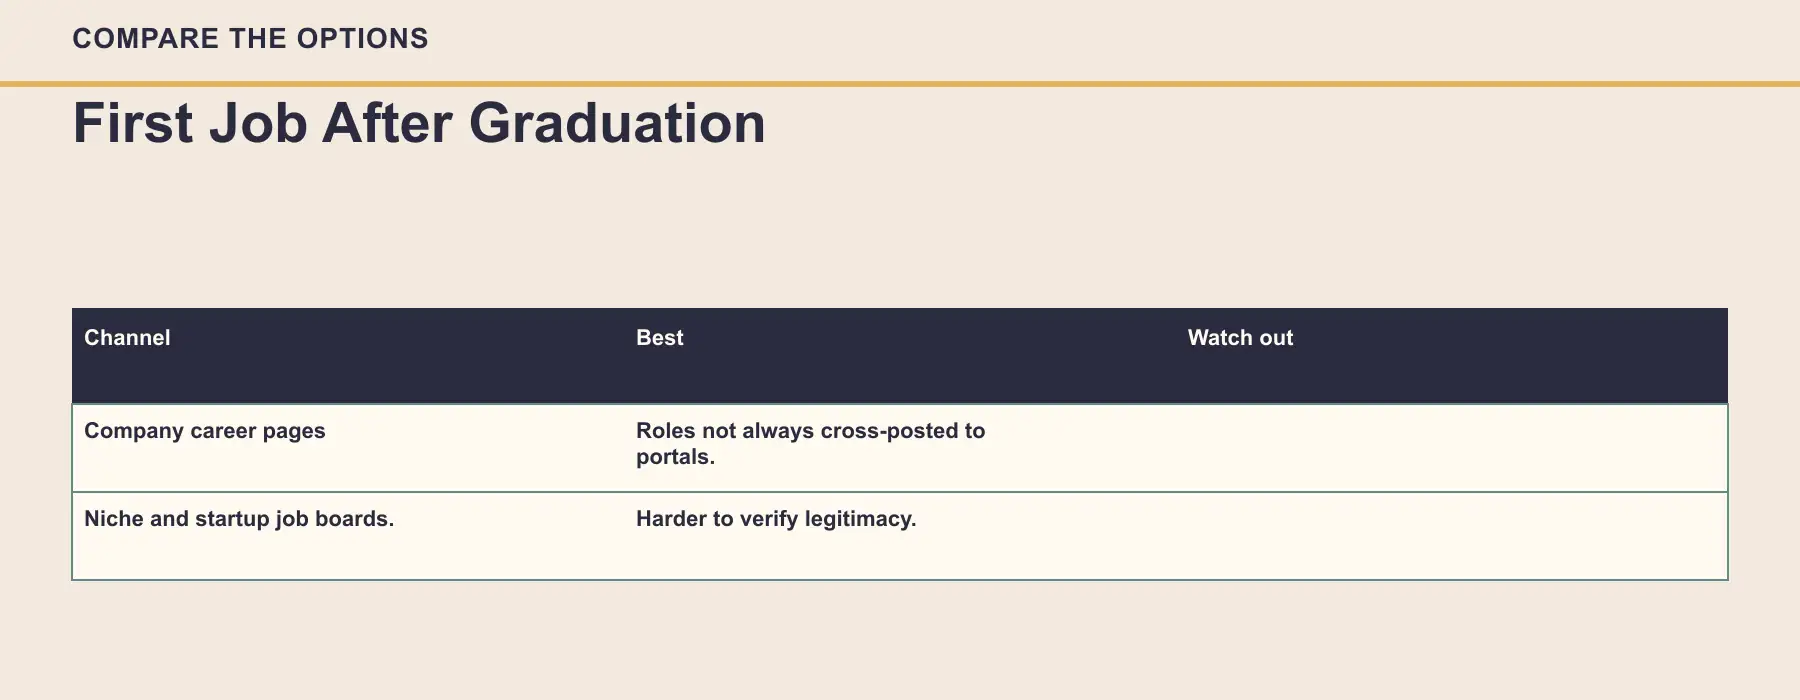 COMPARE THE OPTIONS
First Job After Graduation
Channel
Best
Watch out
Company career pages
Roles not always cross-posted to
portals.
Niche and startup job boards.
Harder to verify legitimacy.